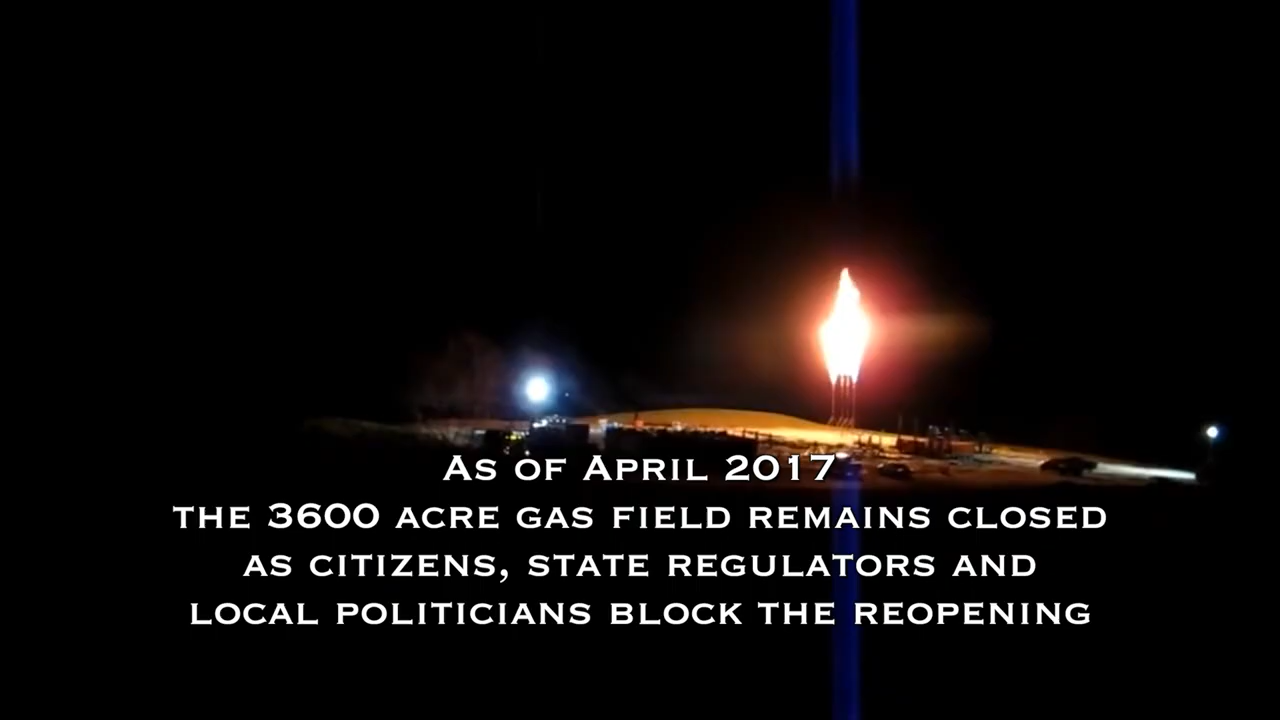 As of April 2017
the 3600 acre gas field remains closed
as citizens, state regulators and
local politicians block the reopening